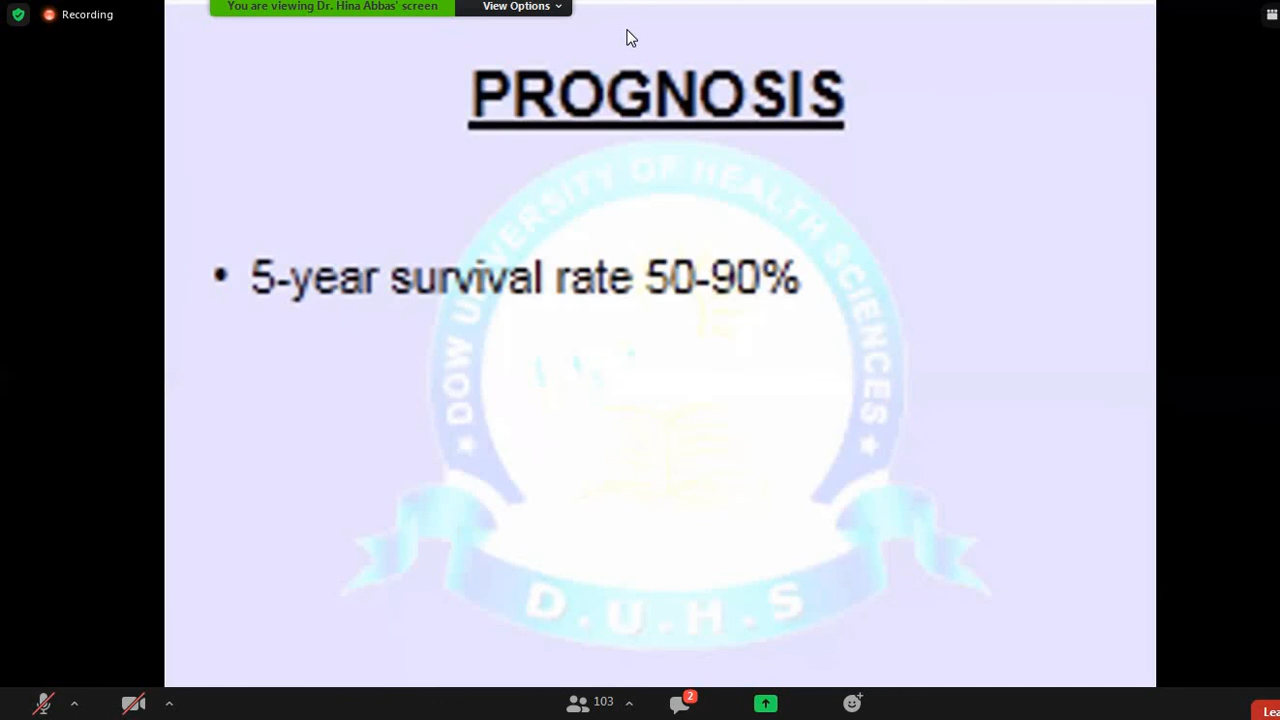 You are viewing Dr. Hina Abbas' screen
View Options
Recording
PROGNOSIS
• 5-year survival rate 50-90%
DOW UNIVERSITY OF HEALTH SCIENCES
D.U.H.S
103
2
Lea